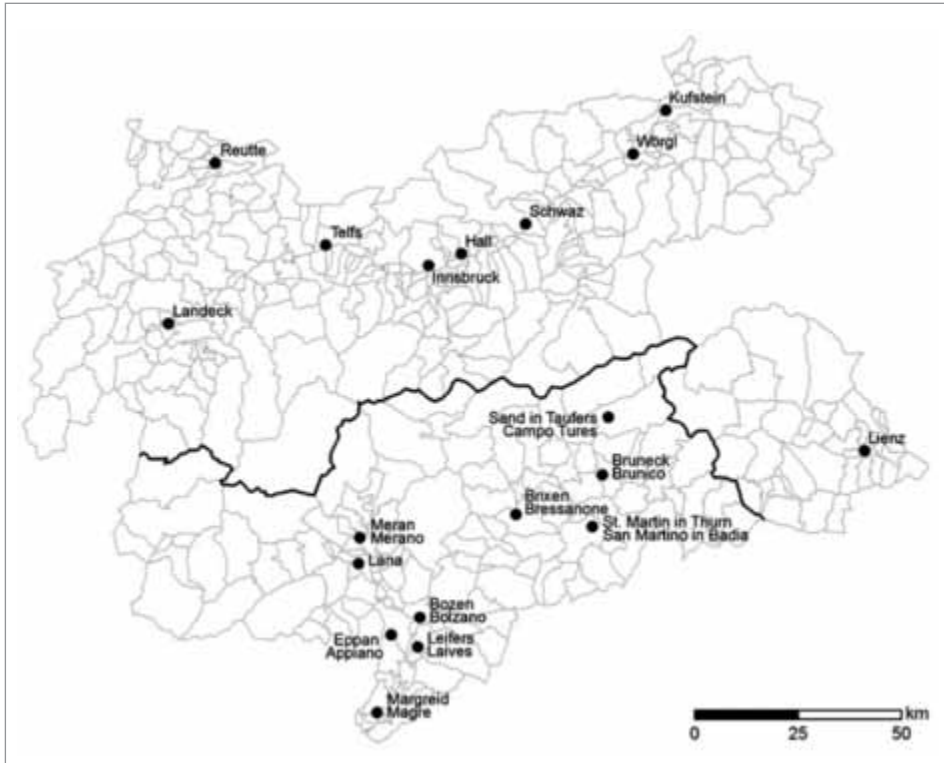 Kufstein
Wörgl
Reutte
Schwaz
Telfs
Hall
Innsbruck
Landeck
Sand in Taufers
Campo Tures
Lienz
Bruneck
Brunico
Brixen
Bressanone
St. Martin in Thurn
San Martino in Badia
Meran
Merano
Lana
Bozen
Bolzano
Eppan
Appiano
Leifers
Laives
Margreid
Magre
km
0 25 50